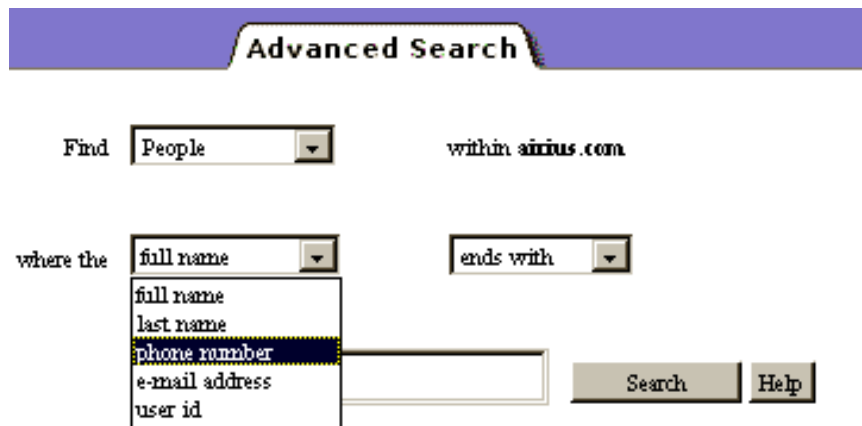 Advanced Search
Find People within airius.com
where the full name ends with
full name
last name
phone number
e-mail address
user id
Search Help